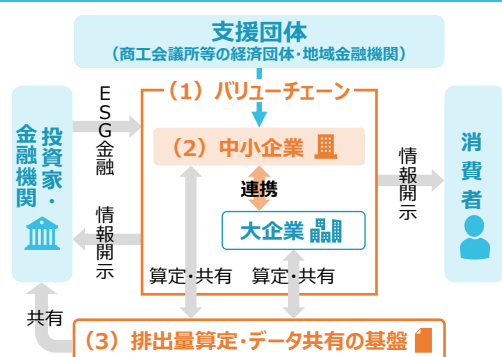 支援団体
（商工会議所等の経済団体・地域金融機関）
（1）バリューチェーン
ESG金融
投資家・
金融機関
（2）中小企業
連携
大企業
情報開示
情報開示
消費者
算定・共有
算定・共有
共有
（3）排出量算定・データ共有の基盤